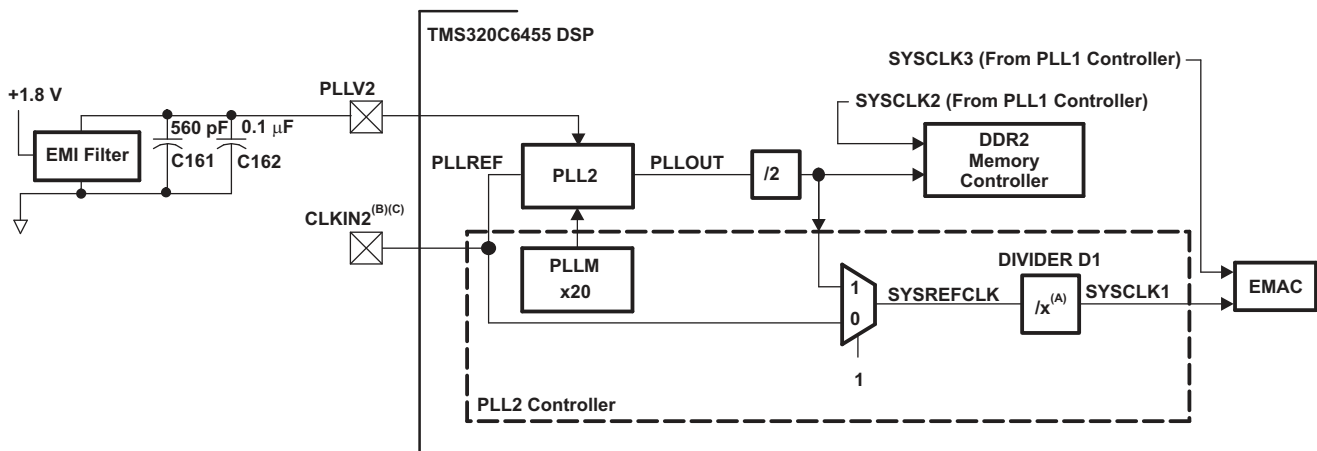 TMS320C6455 DSP
SYSCLK3 (From PLL1 Controller)
+1.8 V
PLLV2
SYSCLK2 (From PLL1 Controller)
560 pF
0.1 μF
EMI Filter
C161
C162
DDR2
Memory
Controller
PLLREF
PLL2
PLLOUT
/2
CLKIN2(B)(C)
PLLM
x20
DIVIDER D1
1
0
SYSREFCLK
/x(A)
SYSCLK1
EMAC
1
PLL2 Controller